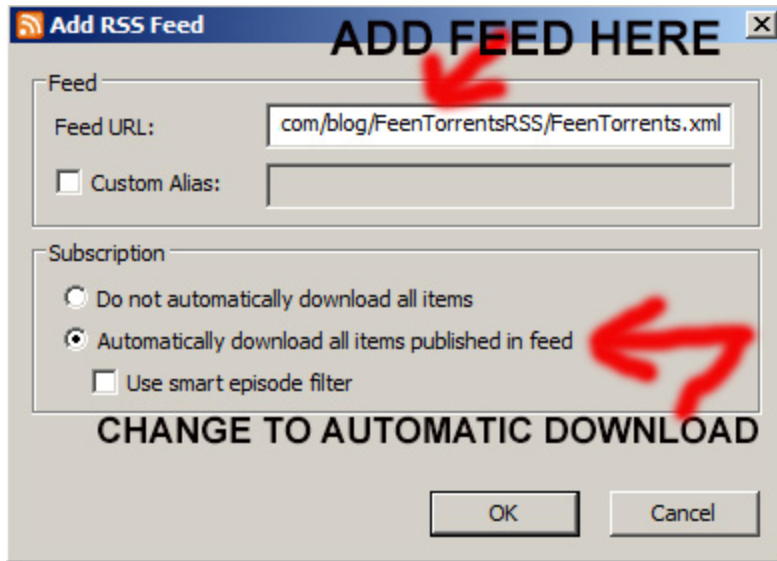 Add RSS Feed
ADD FEED HERE
Feed
Feed URL:
com/blog/FeenTorrentsRSS/FeenTorrents.xml
Custom Alias:
Subscription
Do not automatically download all items
Automatically download all items published in feed
Use smart episode filter
CHANGE TO AUTOMATIC DOWNLOAD
OK
Cancel